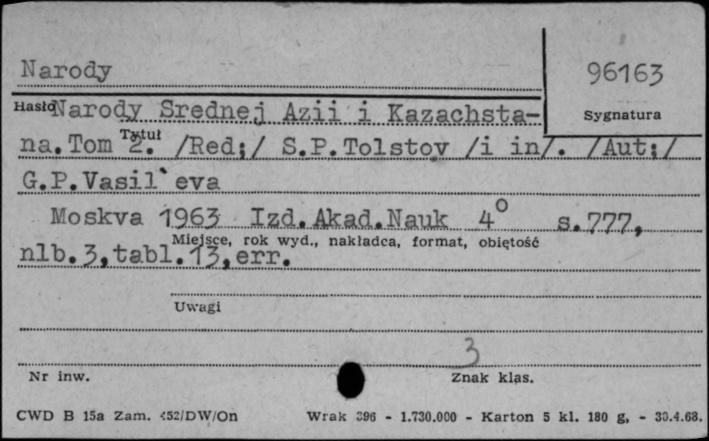 Narody
96163
Hasło
Sygnatura
Narody Srednej Azii i Kazachsta-
Tytuł
na. Tom 2. /Red;/ S.P.Tolstov /i in/. /Aut;/
G.P.Vasil`eva
Moskva 1963 Izd.Akad.Nauk 4° s.777,
Miejsce, rok wyd., nakładca, format, obiętość
nlb.3,tabl.13,err.
Uwagi
3
Nr inw.
Znak klas.
CWD B 15a Zam. 452/DW/On Wrak 396 - 1.730.000 - Karton 5 kl. 180 g, - 30.4.68.